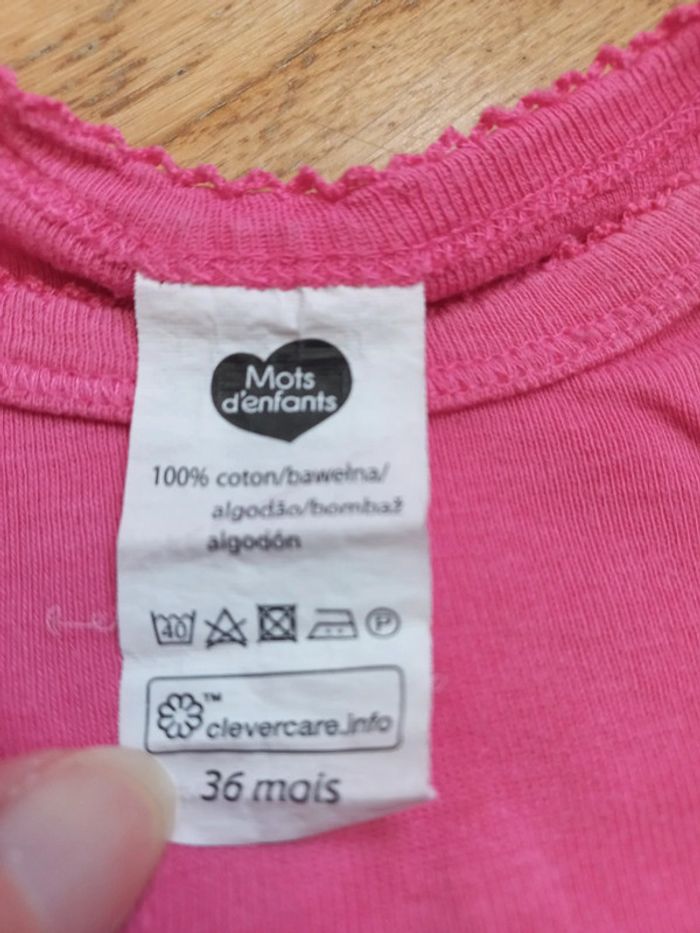 Mots
d'enfants
100% coton/bawełna/
algodão/bombaž
algodón
40 P
™
clevercare.info
36 mois